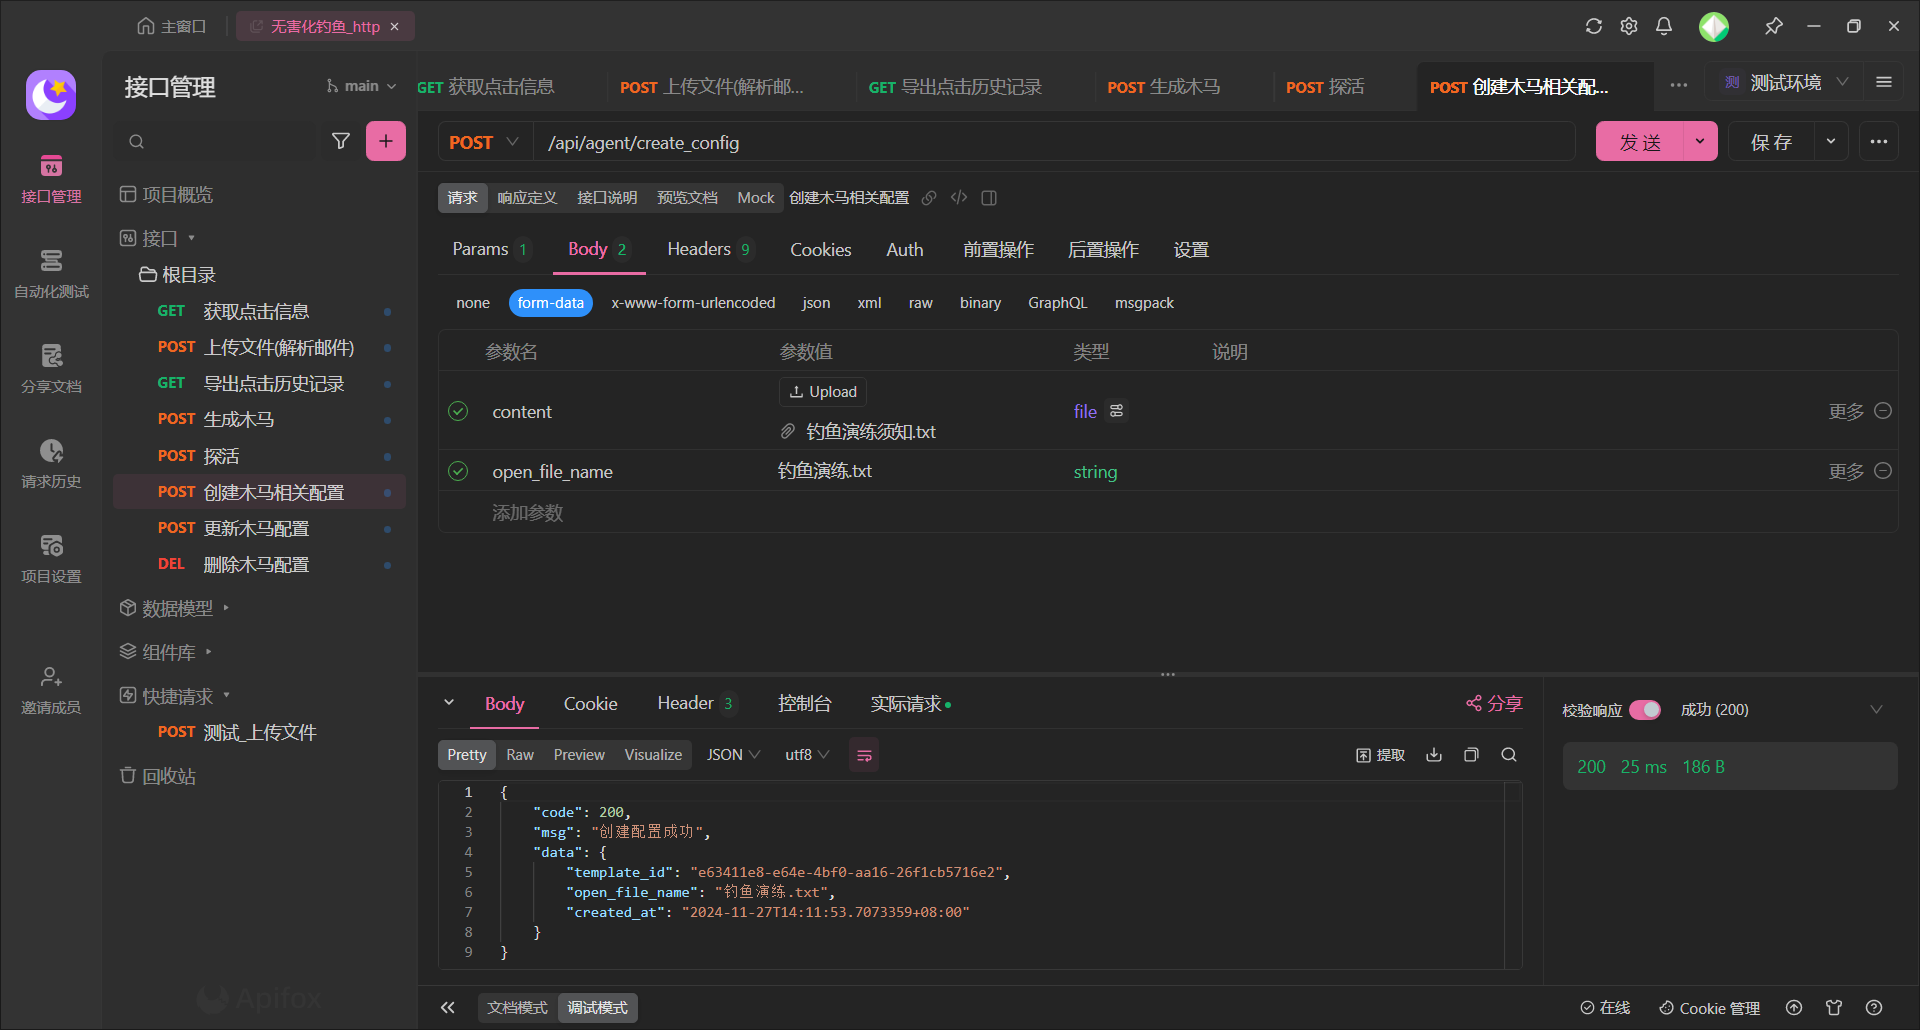 主窗口
无害化钓鱼_http
接口管理
自动化测试
分享文档
请求历史
项目设置
邀请成员
接口管理
main
项目概览
接口
根目录
GET 获取点击信息
POST 上传文件(解析邮件)
GET 导出点击历史记录
POST 生成木马
POST 探活
POST 创建木马相关配置
POST 更新木马配置
DEL 删除木马配置
数据模型
组件库
快捷请求
POST 测试_上传文件
回收站
Apifox
GET 获取点击信息
POST 上传文件(解析邮...
GET 导出点击历史记录
POST 生成木马
POST 探活
POST 创建木马相关配...
测 测试环境
POST /api/agent/create_config
发 送
保 存
请求 响应定义 接口说明 预览文档 Mock 创建木马相关配置
Params 1 Body 2 Headers 9 Cookies Auth 前置操作 后置操作 设置
none form-data x-www-form-urlencoded json xml raw binary GraphQL msgpack
参数名 参数值 类型 说明
Upload
content file 更多
钓鱼演练须知.txt
open_file_name 钓鱼演练.txt string 更多
添加参数
Body Cookie Header 3 控制台 实际请求 分享
Pretty Raw Preview Visualize JSON utf8 提取
1 {
2 "code": 200,
3 "msg": "创建配置成功",
4 "data": {
5 "template_id": "e63411e8-e64e-4bf0-aa16-26f1cb5716e2",
6 "open_file_name": "钓鱼演练.txt",
7 "created_at": "2024-11-27T14:11:53.7073359+08:00"
8 }
9 }
校验响应 成功 (200)
200 25 ms 186 B
文档模式 调试模式
在线 Cookie 管理